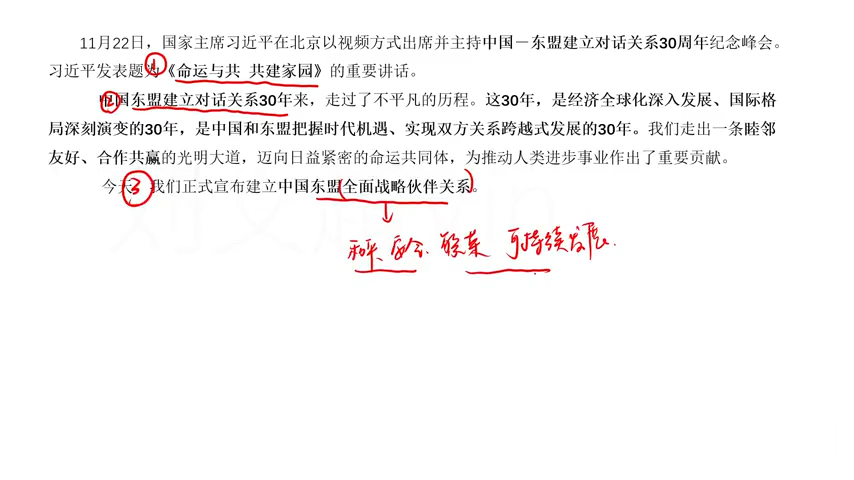 11月22日，国家主席习近平在北京以视频方式出席并主持中国－东盟建立对话关系30周年纪念峰会。
习近平发表题为《命运与共 共建家园》的重要讲话。
①
中国东盟建立对话关系30年来，走过了不平凡的历程。这30年，是经济全球化深入发展、国际格
②
局深刻演变的30年，是中国和东盟把握时代机遇、实现双方关系跨越式发展的30年。我们走出一条睦邻
友好、合作共赢的光明大道，迈向日益紧密的命运共同体，为推动人类进步事业作出了重要贡献。
今天 我们正式宣布建立中国东盟(全面战略伙伴关系)。
③
和平、安全、繁荣 可持续发展.